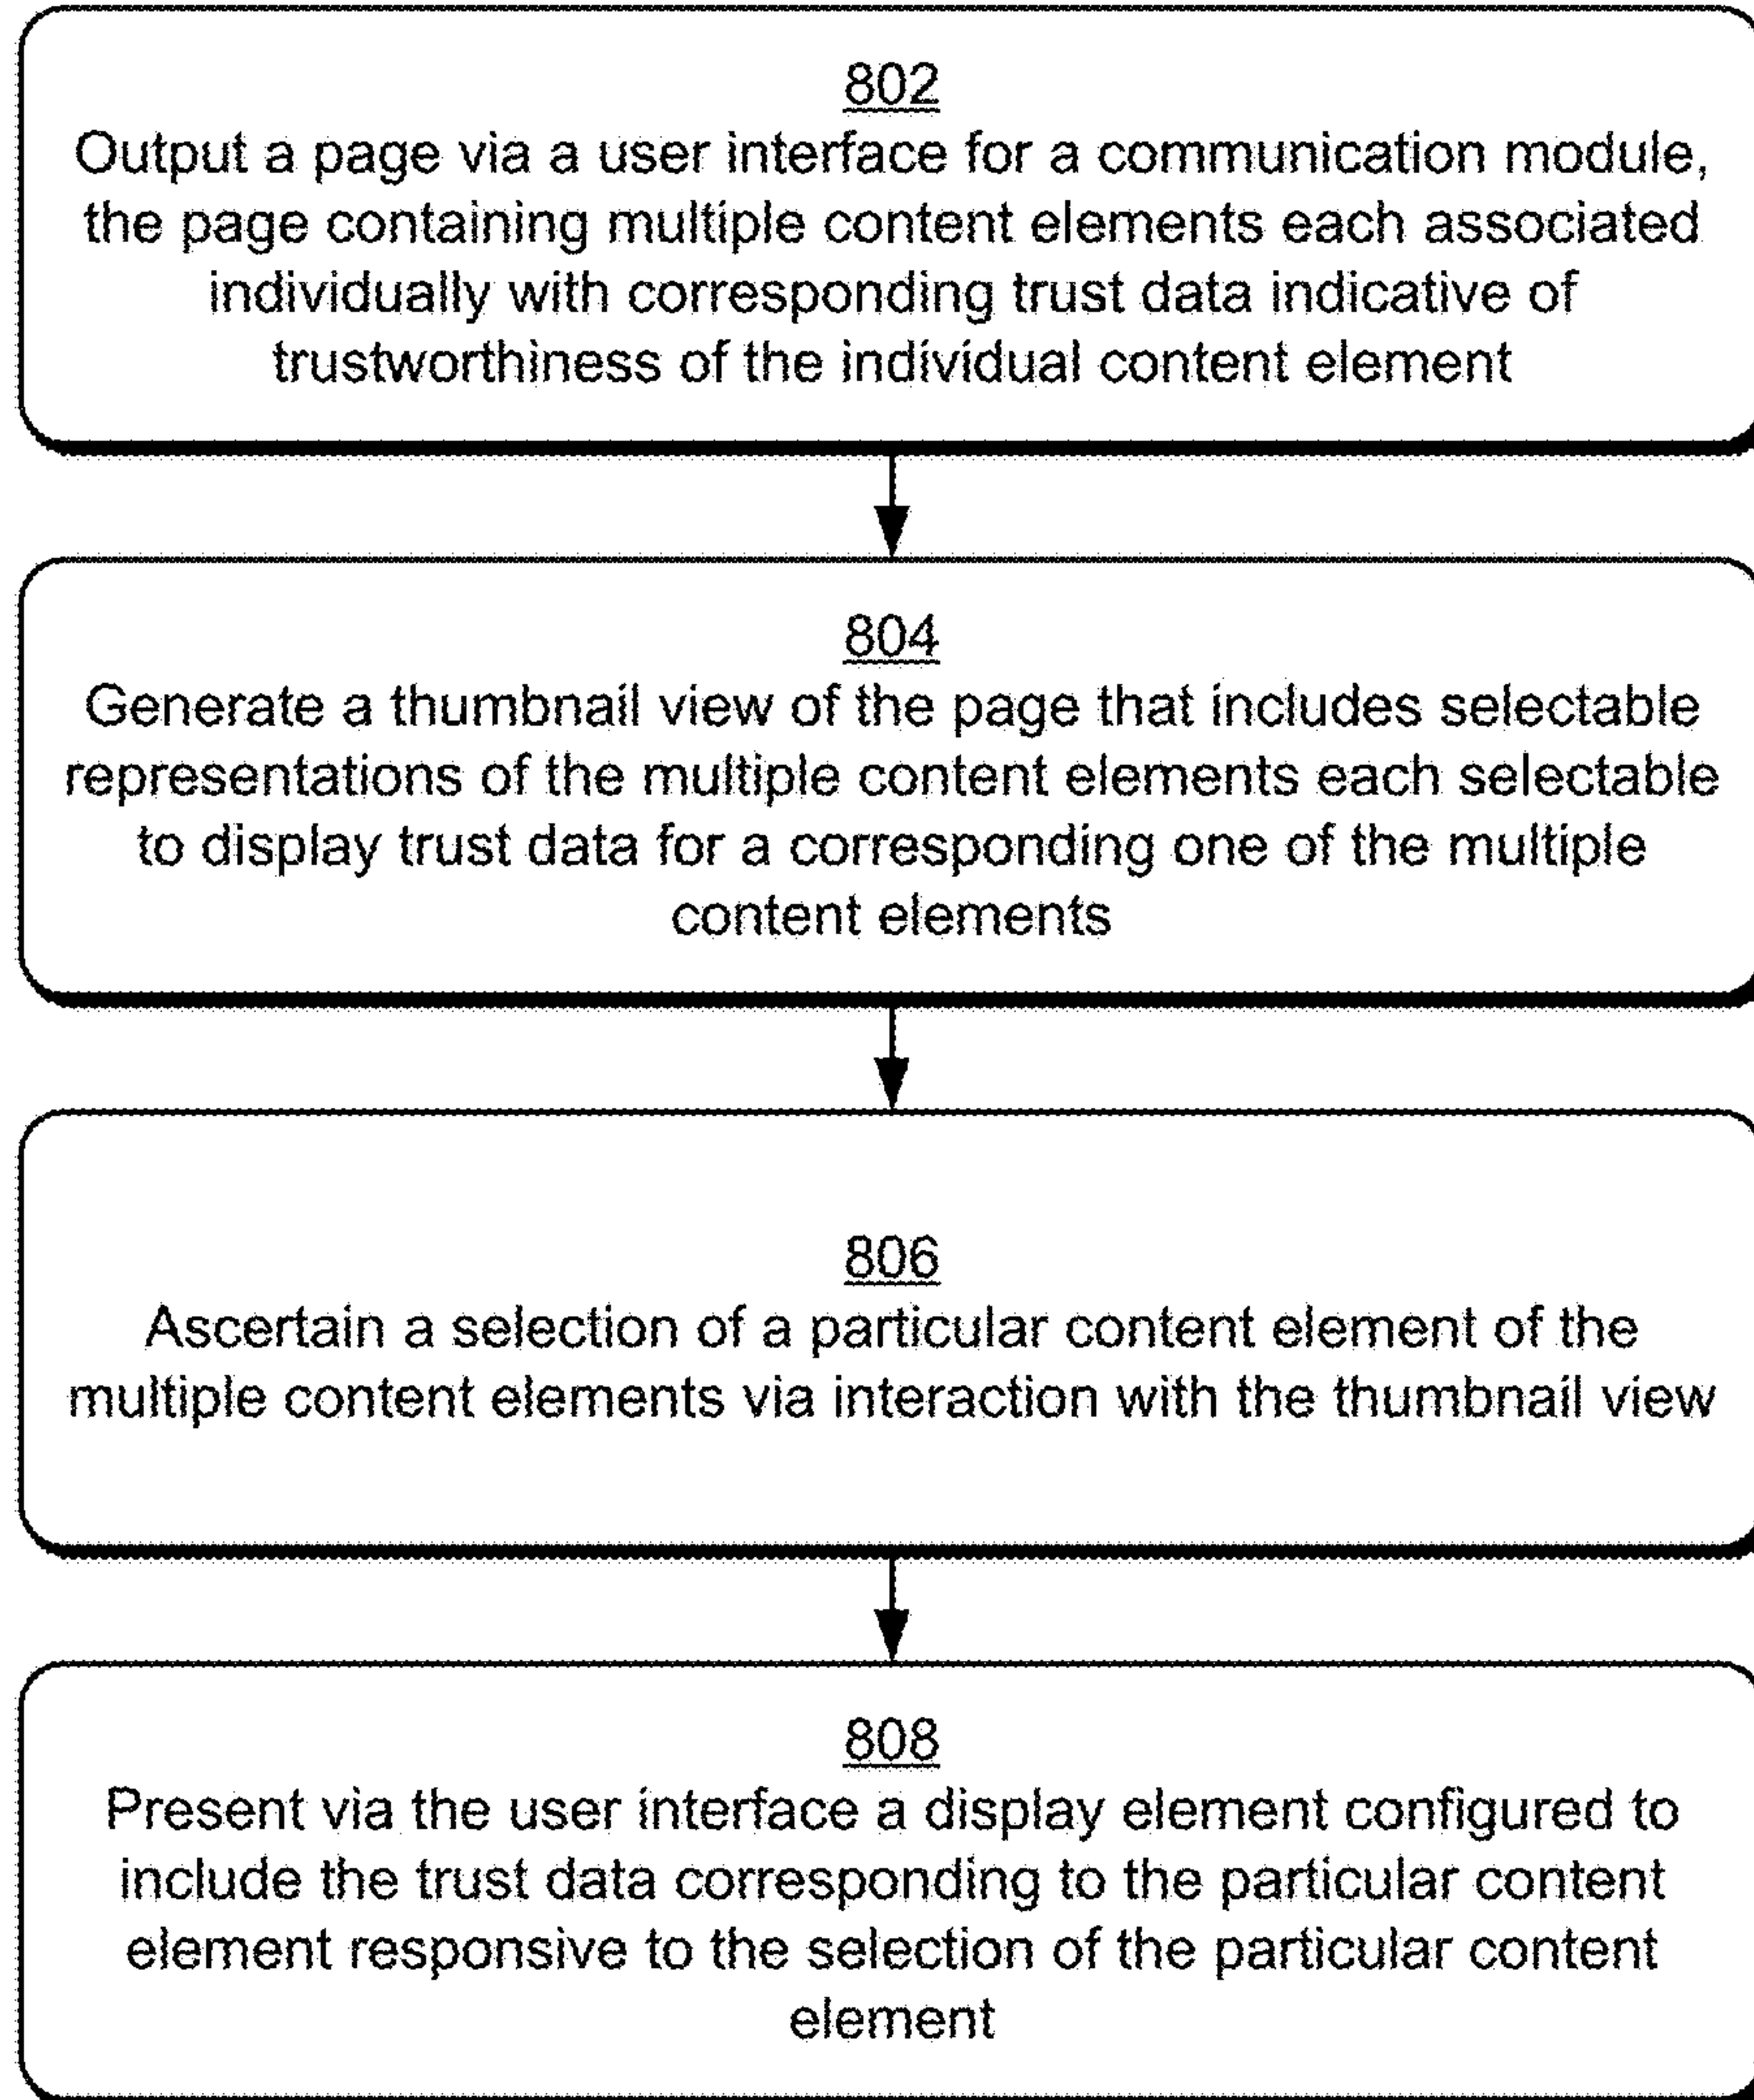 802
Output a page via a user interface for a communication module,
the page containing multiple content elements each associated
individually with corresponding trust data indicative of
trustworthiness of the individual content element
804
Generate a thumbnail view of the page that includes selectable
representations of the multiple content elements each selectable
to display trust data for a corresponding one of the multiple
content elements
806
Ascertain a selection of a particular content element of the
multiple content elements via interaction with the thumbnail view
808
Present via the user interface a display element configured to
include the trust data corresponding to the particular content
element responsive to the selection of the particular content
element